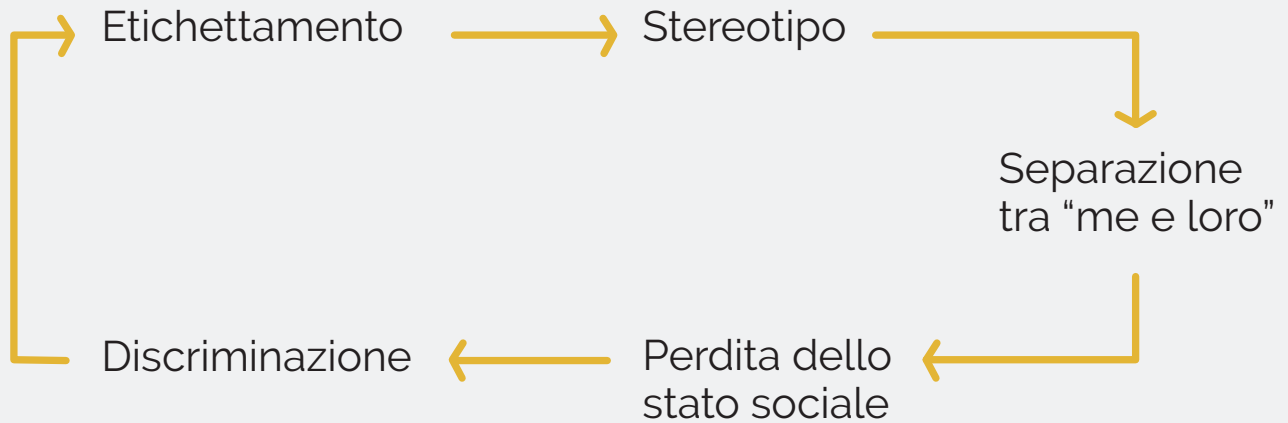 Etichettamento
Stereotipo
Separazione
tra “me e loro”
Perdita dello
stato sociale
Discriminazione